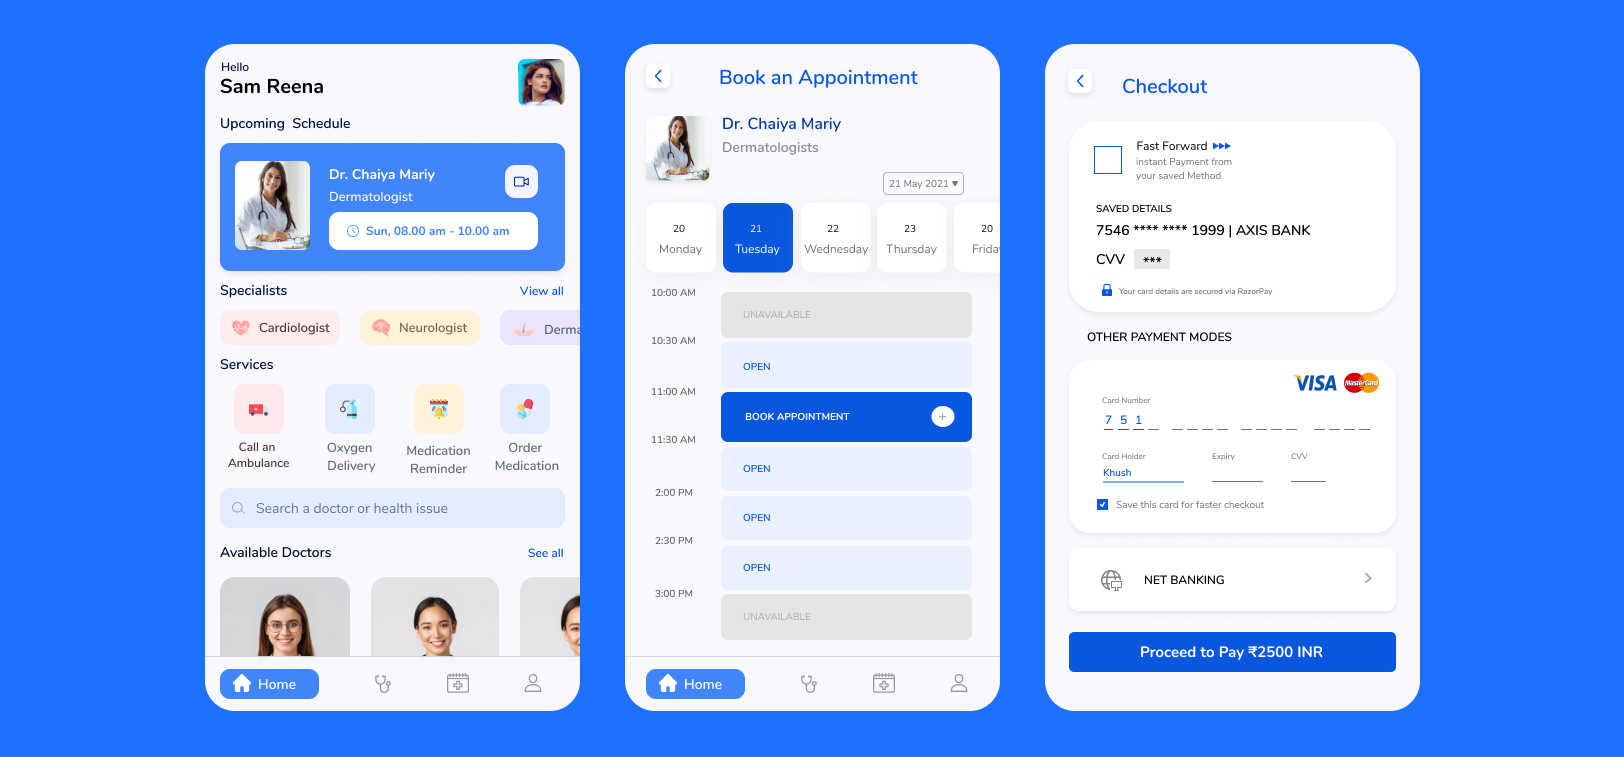 Hello
Sam Reena
Upcoming Schedule
Dr. Chaiya Mariy
Dermatologist
Sun, 08.00 am - 10.00 am
Specialists
View all
Cardiologist
Neurologist
Derma
Services
Call an
Ambulance
Oxygen
Delivery
Medication
Reminder
Order
Medication
Search a doctor or health issue
Available Doctors
See all
Home
Book an Appointment
Dr. Chaiya Mariy
Dermatologists
21 May 2021
20
Monday
21
Tuesday
22
Wednesday
23
Thursday
20
Friday
10:00 AM
UNAVAILABLE
10:30 AM
OPEN
11:00 AM
BOOK APPOINTMENT
11:30 AM
OPEN
2:00 PM
OPEN
2:30 PM
OPEN
3:00 PM
UNAVAILABLE
Home
Checkout
Fast Forward
instant Payment from
your saved Method
SAVED DETAILS
7546 **** **** 1999 | AXIS BANK
CVV ***
Your card details are secured via RazorPay
OTHER PAYMENT MODES
VISA MasterCard
Card Number
7 5 1 _ _ _ _ _ _ _ _ _ _ _ _ _
Card Holder
Expiry
CVV
Khush
Save this card for faster checkout
NET BANKING
Proceed to Pay ₹2500 INR